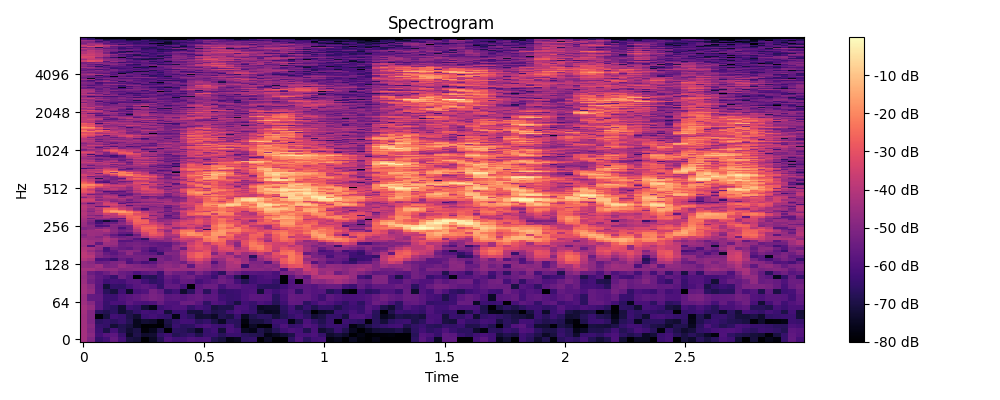 Spectrogram
4096
2048
1024
512
256
128
64
0
Hz
0
0.5
1
1.5
2
2.5
Time
-10 dB
-20 dB
-30 dB
-40 dB
-50 dB
-60 dB
-70 dB
-80 dB